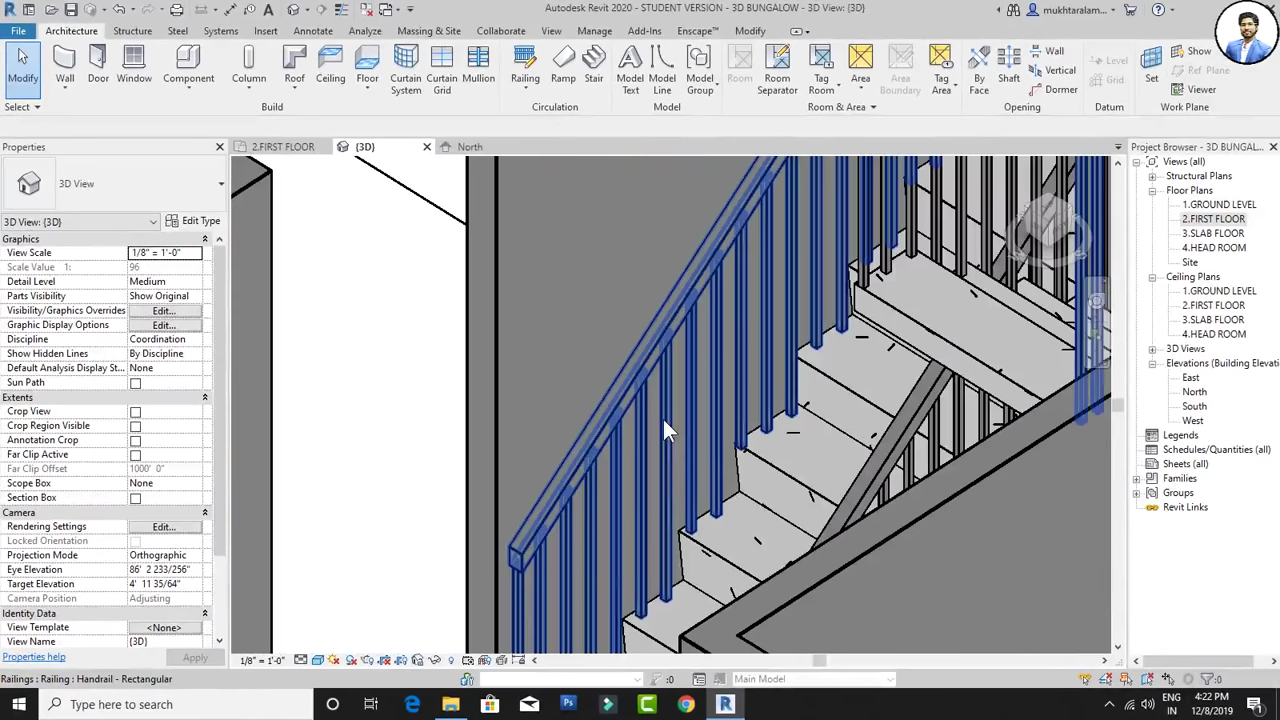 Autodesk Revit 2020 - STUDENT VERSION - 3D BUNGALOW - 3D View: {3D}
mukhtaralam...
File Architecture Structure Steel Systems Insert Annotate Analyze Massing & Site Collaborate View Manage Add-Ins Enscape™ Modify
Modify Wall Door Window Component Column Roof Ceiling Floor Curtain System Curtain Grid Mullion Railing Ramp Stair Model Text Model Line Model Group Room Room Separator Tag Room Area Area Boundary Tag Area By Face Shaft Wall Vertical Dormer Level Grid Set Show Ref Plane Viewer
Select Build Circulation Model Room & Area Opening Datum Work Plane
Properties
2.FIRST FLOOR {3D} North
Project Browser - 3D BUNGAL...
3D View
3D View: {3D} Edit Type
Graphics
View Scale 1/8" = 1'-0"
Scale Value 1: 96
Detail Level Medium
Parts Visibility Show Original
Visibility/Graphics Overrides Edit...
Graphic Display Options Edit...
Discipline Coordination
Show Hidden Lines By Discipline
Default Analysis Display St... None
Sun Path
Extents
Crop View
Crop Region Visible
Annotation Crop
Far Clip Active
Far Clip Offset 1000' 0"
Scope Box None
Section Box
Camera
Rendering Settings Edit...
Locked Orientation
Projection Mode Orthographic
Eye Elevation 86' 2 233/256"
Target Elevation 4' 11 35/64"
Camera Position Adjusting
Identity Data
View Template <None>
View Name {3D}
Properties help Apply
Views (all)
Structural Plans
Floor Plans
1.GROUND LEVEL
2.FIRST FLOOR
3.SLAB FLOOR
4.HEAD ROOM
Site
Ceiling Plans
1.GROUND LEVEL
2.FIRST FLOOR
3.SLAB FLOOR
4.HEAD ROOM
3D Views
Elevations (Building Elevati
East
North
South
West
Legends
Schedules/Quantities (all)
Sheets (all)
Families
Groups
Revit Links
1/8" = 1'-0"
Railings : Railing : Handrail - Rectangular
:0
Main Model
:0
Type here to search
ENG
IN
4:22 PM
12/8/2019